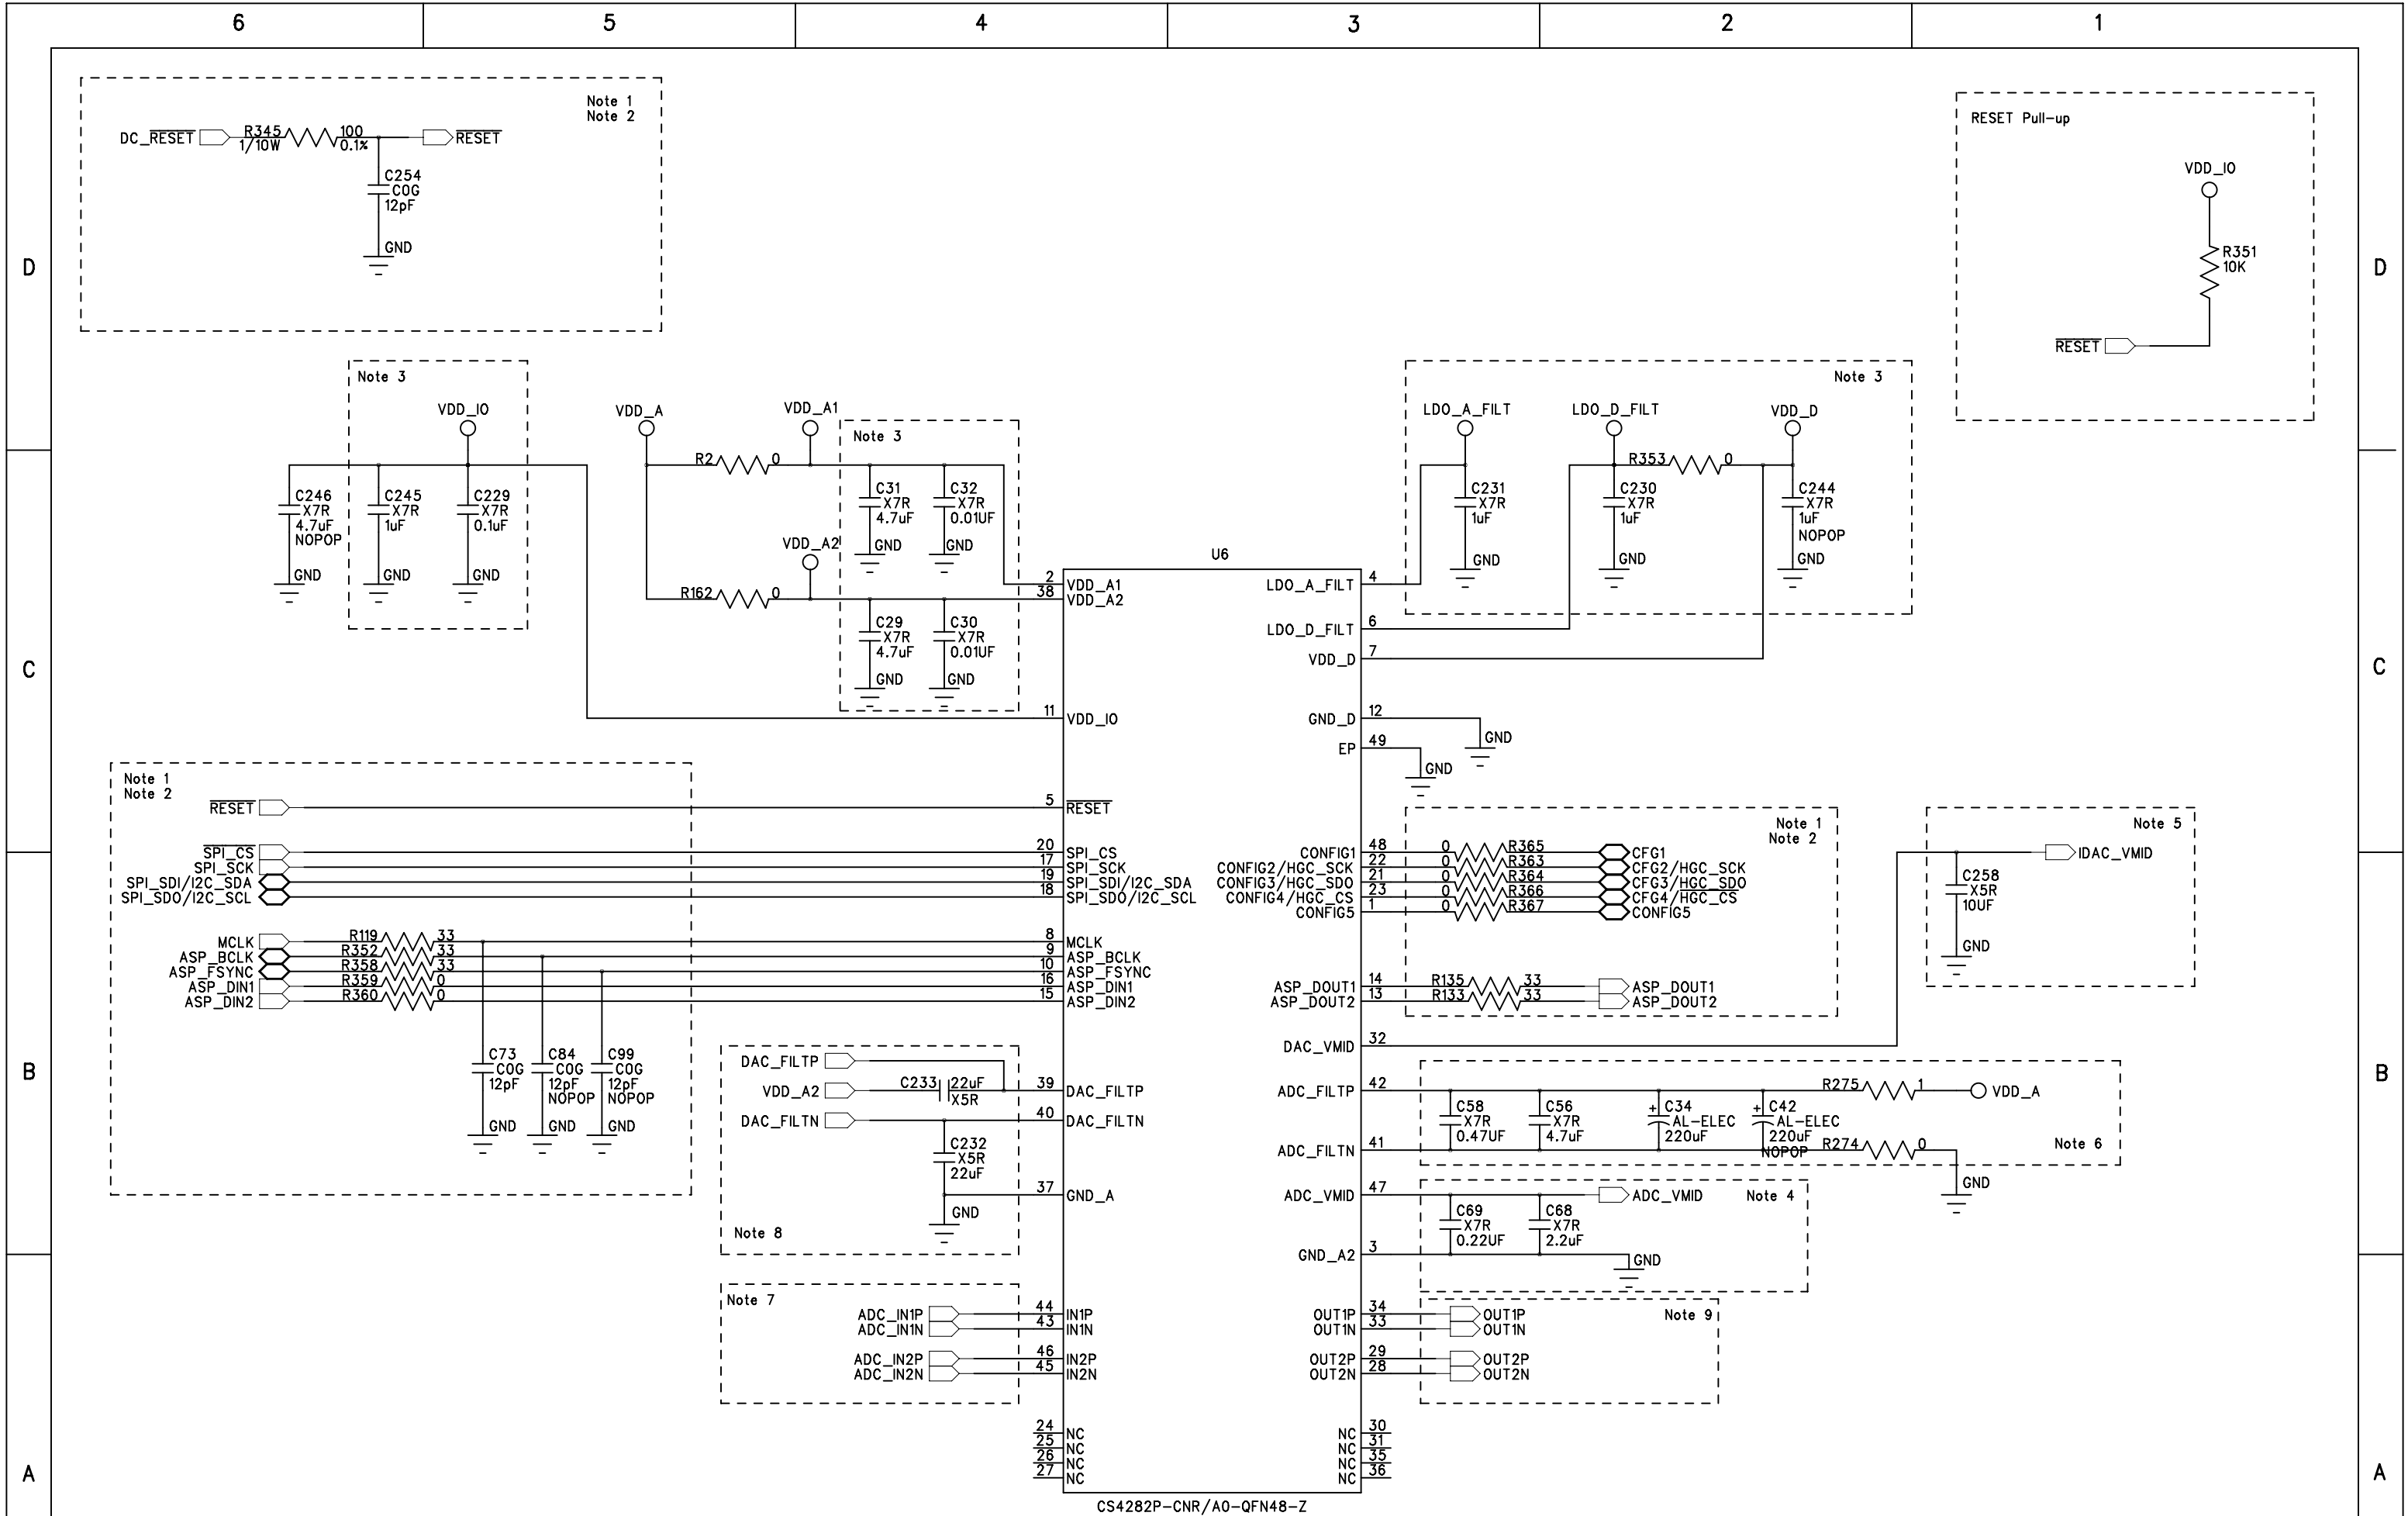 6 5 4 3 2 1
Note 1
Note 2
DC_RESET
R345
1/10W
100
0.1%
RESET
C254
COG
12pF
GND
RESET Pull-up
VDD_IO
R351
10K
RESET
D
D
Note 3
VDD_IO
C246
X7R
4.7uF
NOPOP
GND
C245
X7R
1uF
GND
C229
X7R
0.1uF
GND
VDD_A
R2 0
VDD_A1
Note 3
C31
X7R
4.7uF
GND
C32
X7R
0.01UF
GND
VDD_A2
R162 0
C29
X7R
4.7uF
GND
C30
X7R
0.01UF
GND
Note 3
LDO_A_FILT
C231
X7R
1uF
GND
LDO_D_FILT
R353 0
C230
X7R
1uF
GND
VDD_D
C244
X7R
1uF
NOPOP
GND
C
C
U6
2 VDD_A1
38 VDD_A2
11 VDD_IO
LDO_A_FILT 4
LDO_D_FILT 6
VDD_D 7
GND_D 12
GND
EP 49
GND
Note 1
Note 2
RESET
5 RESET
SPI_CS
20 SPI_CS
SPI_SCK
17 SPI_SCK
SPI_SDI/I2C_SDA
19 SPI_SDI/I2C_SDA
SPI_SDO/I2C_SCL
18 SPI_SDO/I2C_SCL
MCLK R119 33
8 MCLK
ASP_BCLK R352 33
9 ASP_BCLK
ASP_FSYNC R358 33
10 ASP_FSYNC
ASP_DIN1 R359 0
16 ASP_DIN1
ASP_DIN2 R360 0
15 ASP_DIN2
C73
COG
12pF
GND
C84
COG
12pF
NOPOP
GND
C99
COG
12pF
NOPOP
GND
Note 1
Note 2
CONFIG1 48 0 R365 CFG1
CONFIG2/HGC_SCK 22 0 R363 CFG2/HGC_SCK
CONFIG3/HGC_SDO 21 0 R364 CFG3/HGC_SDO
CONFIG4/HGC_CS 23 0 R366 CFG4/HGC_CS
CONFIG5 1 0 R367 CONFIG5
ASP_DOUT1 14 R135 33 ASP_DOUT1
ASP_DOUT2 13 R133 33 ASP_DOUT2
Note 5
IDAC_VMID
C258
X5R
10UF
GND
DAC_VMID 32
B
B
DAC_FILTP
VDD_A2 C233 22uF
X5R
39 DAC_FILTP
DAC_FILTN
40 DAC_FILTN
C232
X5R
22uF
37 GND_A
GND
Note 8
ADC_FILTP 42
ADC_FILTN 41
C58
X7R
0.47UF
C56
X7R
4.7uF
+ C34
AL-ELEC
220uF
+ C42
AL-ELEC
220uF
NOPOP
R275 1
VDD_A
R274 0
Note 6
GND
ADC_VMID 47
ADC_VMID
Note 4
C69
X7R
0.22UF
C68
X7R
2.2uF
GND_A2 3
GND
Note 7
ADC_IN1P 44 IN1P
ADC_IN1N 43 IN1N
ADC_IN2P 46 IN2P
ADC_IN2N 45 IN2N
Note 9
OUT1P 34 OUT1P
OUT1N 33 OUT1N
OUT2P 29 OUT2P
OUT2N 28 OUT2N
24 NC
25 NC
26 NC
27 NC
NC 30
NC 31
NC 35
NC 36
A
A
CS4282P-CNR/A0-QFN48-Z